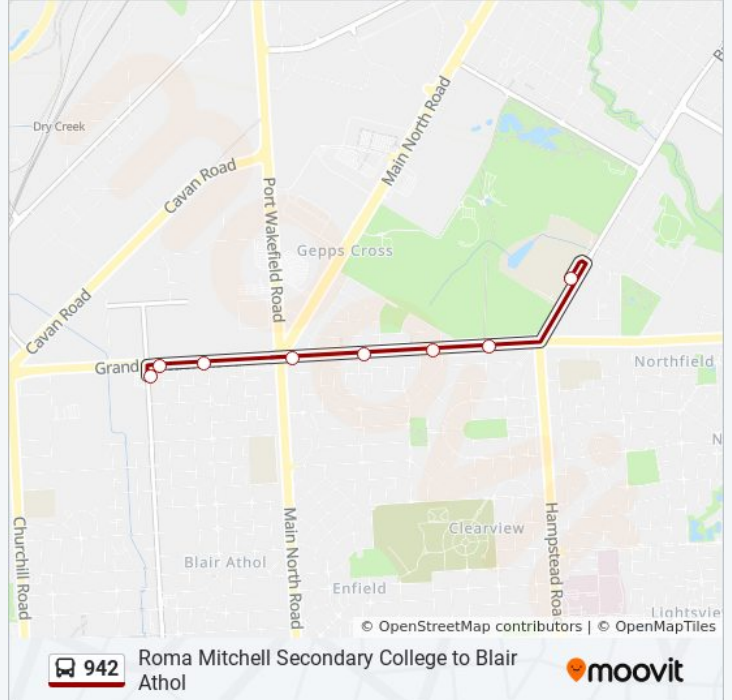 Dry Creek
Main North Road
Cavan Road
Port Wakefield Road
Gepps Cross
Cavan Road
Grand
Northfield
N
Churchill Road
Main North Road
Hampstead Roa
Clearview
Blair Athol
Enfield
Lightsvie
© OpenStreetMap contributors | © OpenMapTiles
942
Roma Mitchell Secondary College to Blair
Athol
moovit